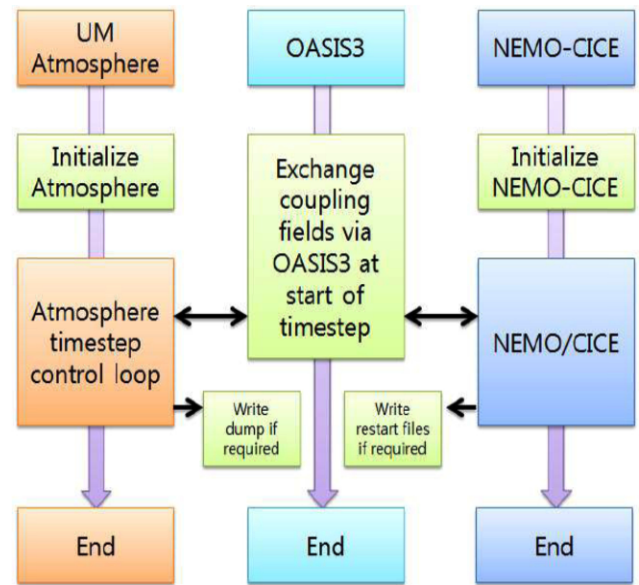 UM
Atmosphere
OASIS3
NEMO-CICE
Initialize
Atmosphere
Exchange
coupling
fields via
OASIS3 at
start of
timestep
Initialize
NEMO-CICE
Atmosphere
timestep
control loop
NEMO/CICE
Write
dump if
required
Write
restart files
if required
End
End
End